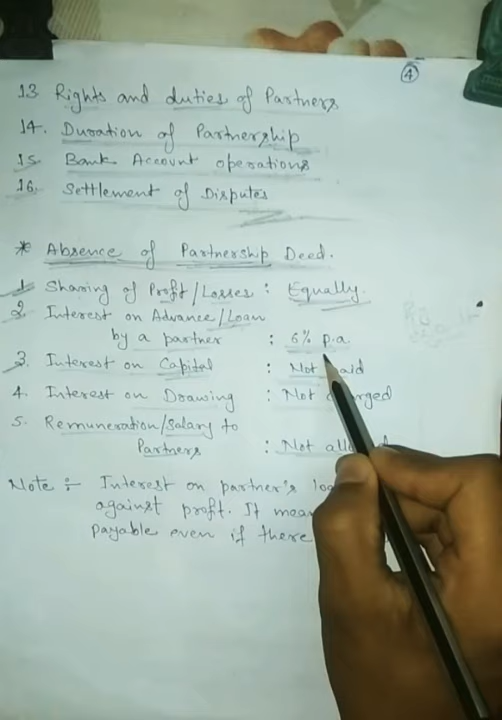 ④
13. Rights and duties of Partners
14. Duration of Partnership
15. Bank Account operations
16. Settlement of Disputes
* Absence of Partnership Deed.
1. Sharing of Profit/Losses : Equally.
2. Interest on Advance/Loan
by a partner : 6% p.a
3. Interest on Capital : Not
4. Interest on Drawing : Not
5. Remuneration/Salary to
Partners : Not
Note :- Interest on partner's
against profit. It
payable even if there